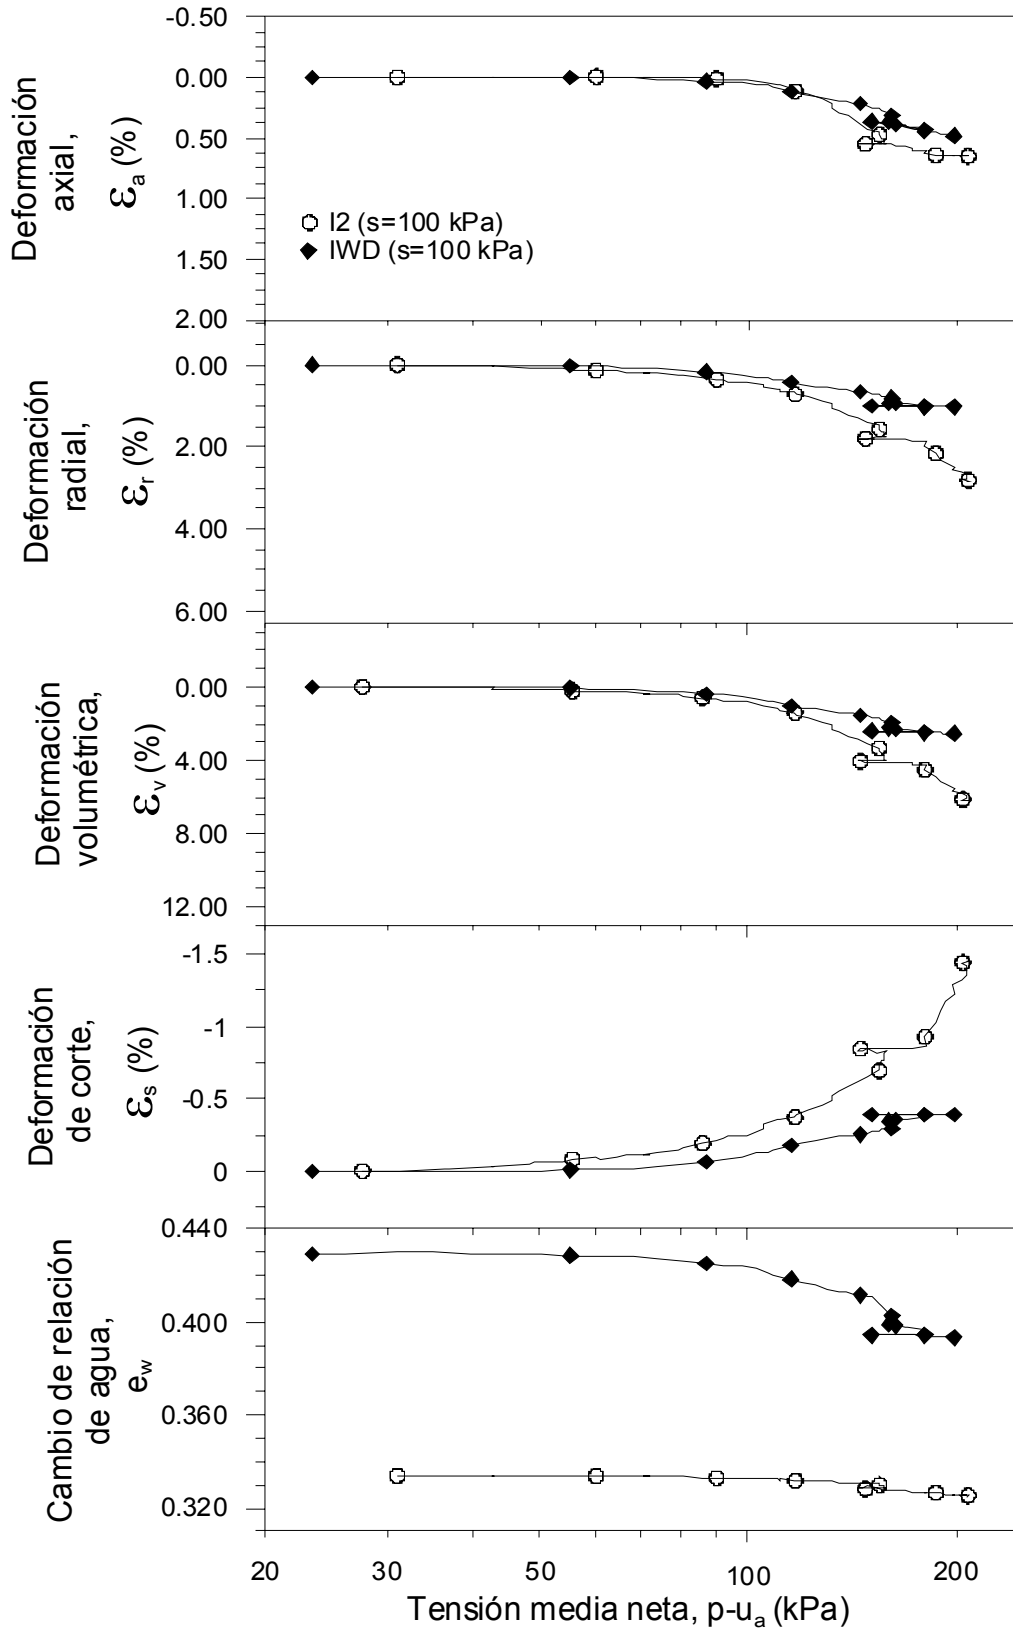 Deformación
axial,
εa (%)
-0.50
0.00
0.50
1.00
1.50
2.00
I2 (s=100 kPa)
IWD (s=100 kPa)
Deformación
radial,
εr (%)
0.00
2.00
4.00
6.00
Deformación
volumétrica,
εv (%)
0.00
4.00
8.00
12.00
Deformación
de corte,
εs (%)
-1.5
-1
-0.5
0
Cambio de relación
de agua,
ew
0.440
0.400
0.360
0.320
20 30 50 100 200
Tensión media neta, p-ua (kPa)